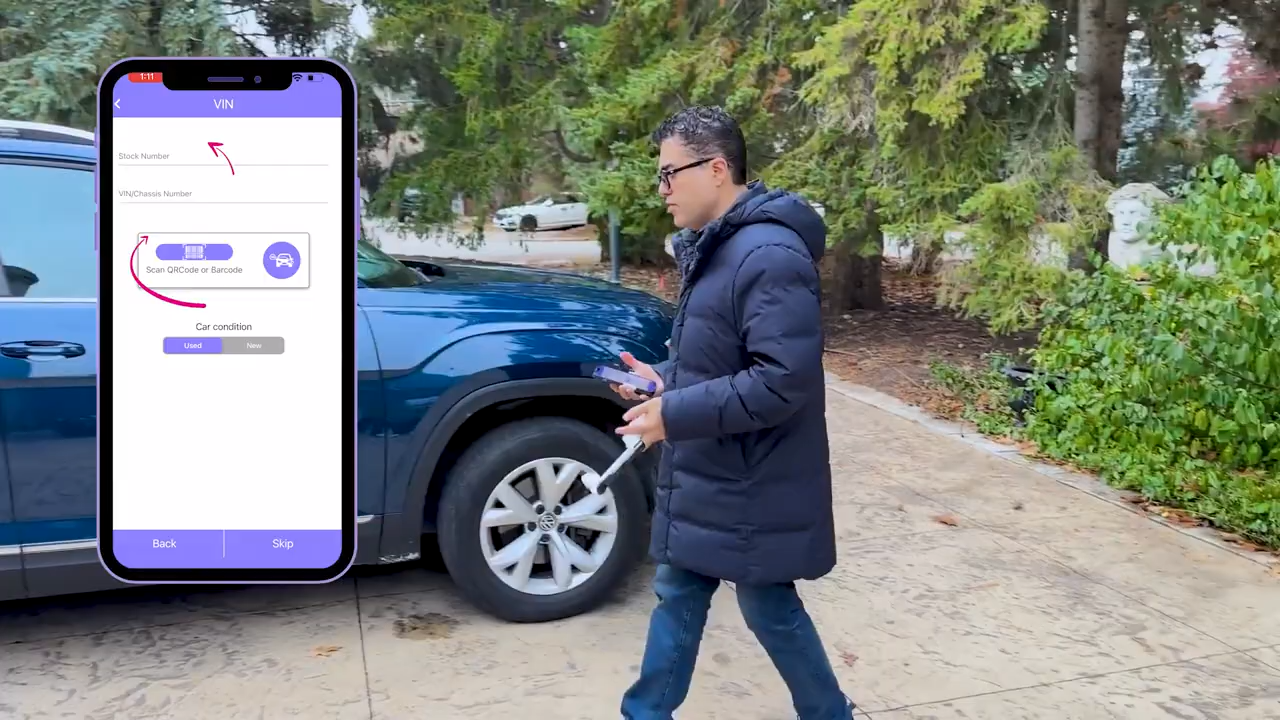 1:11
VIN
Stock Number
VIN/Chassis Number
Scan QRCode or Barcode
Car condition
Used
New
Back
Skip